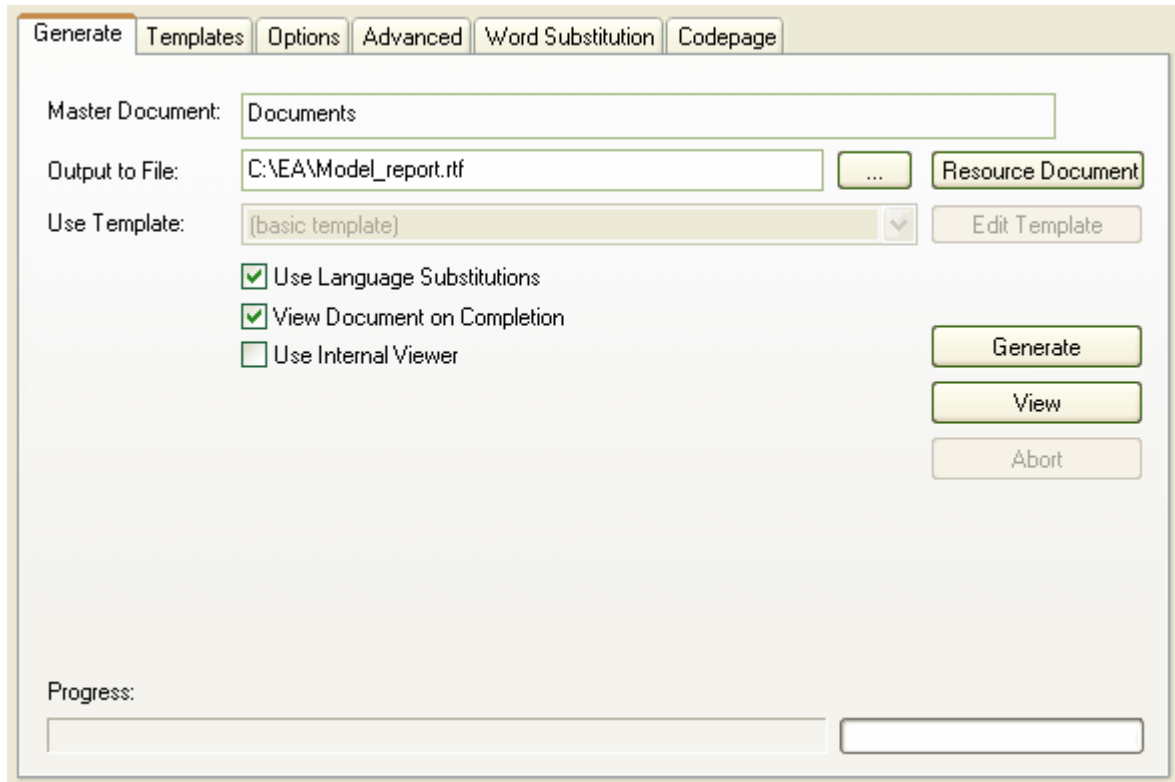 Generate Templates Options Advanced Word Substitution Codepage
Master Document: Documents
Output to File: C:\EA\Model_report.rtf ... Resource Document
Use Template: (basic template) Edit Template
Use Language Substitutions
View Document on Completion
Use Internal Viewer
Generate
View
Abort
Progress: